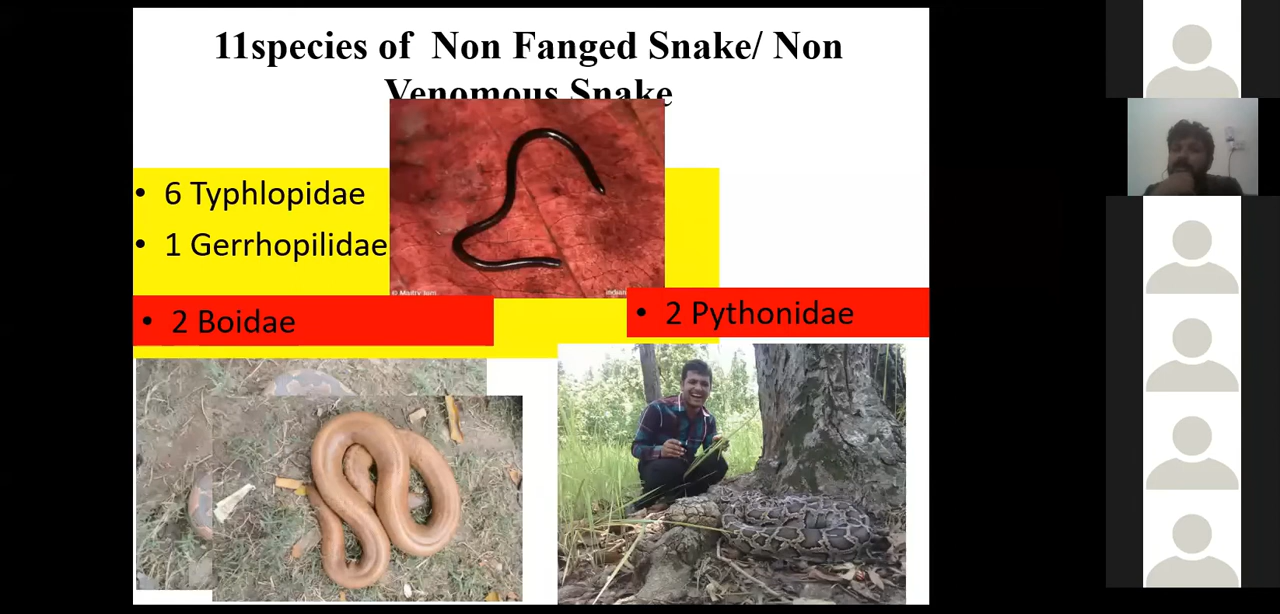 11species of Non Fanged Snake/ Non
Venomous Snake
• 6 Typhlopidae
• 1 Gerrhopilidae
• 2 Boidae
• 2 Pythonidae